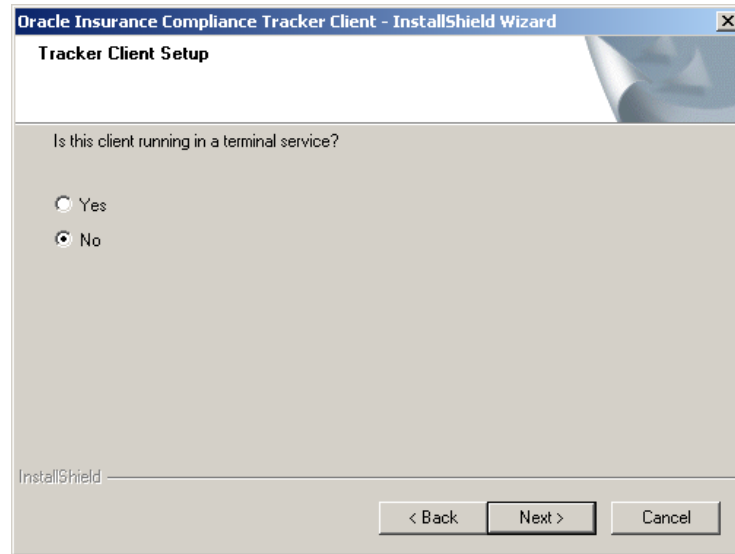 Oracle Insurance Compliance Tracker Client - InstallShield Wizard
Tracker Client Setup
Is this client running in a terminal service?
Yes
No
InstallShield
< Back Next > Cancel